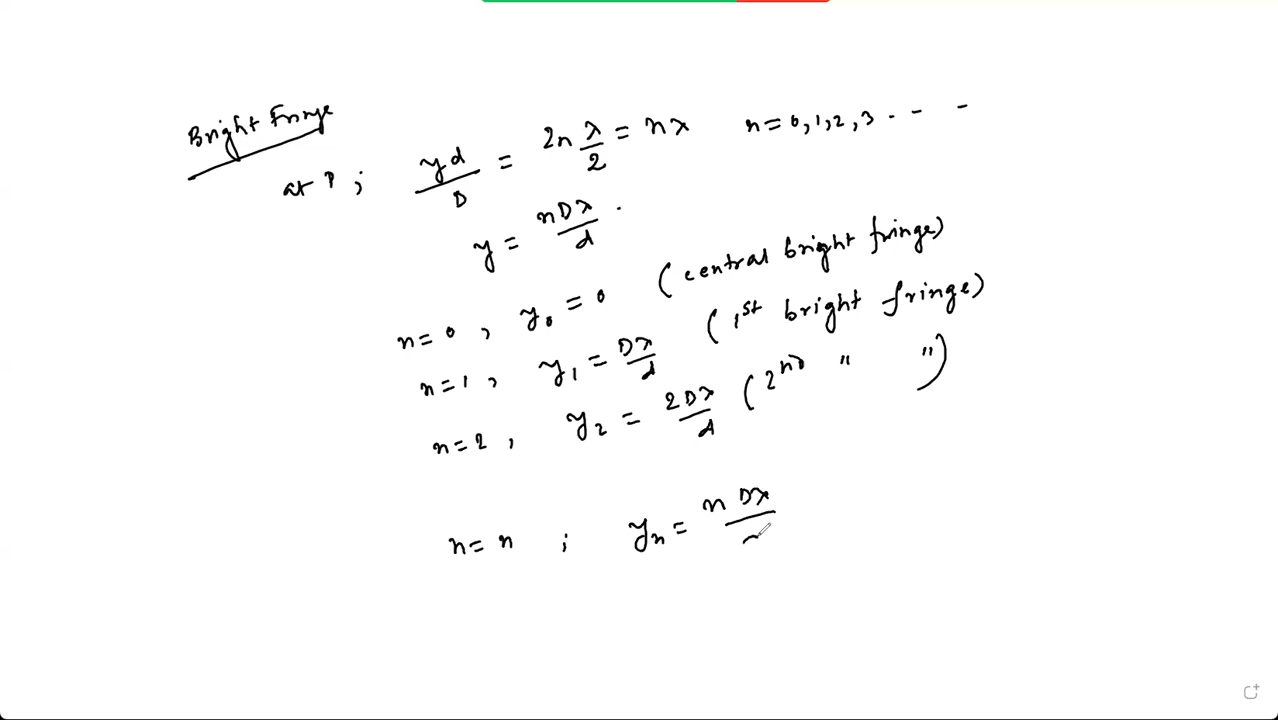 Bright Fringe
at P ; yd/D = 2n λ/2 = nλ n = 0, 1, 2, 3 - - -
y = nDλ/d .
n = 0 , y₀ = 0 (central bright fringe)
n = 1 , y₁ = Dλ/d (1st bright fringe)
n = 2 , y₂ = 2Dλ/d (2nd " ")
n = n ; yₙ = n Dλ/